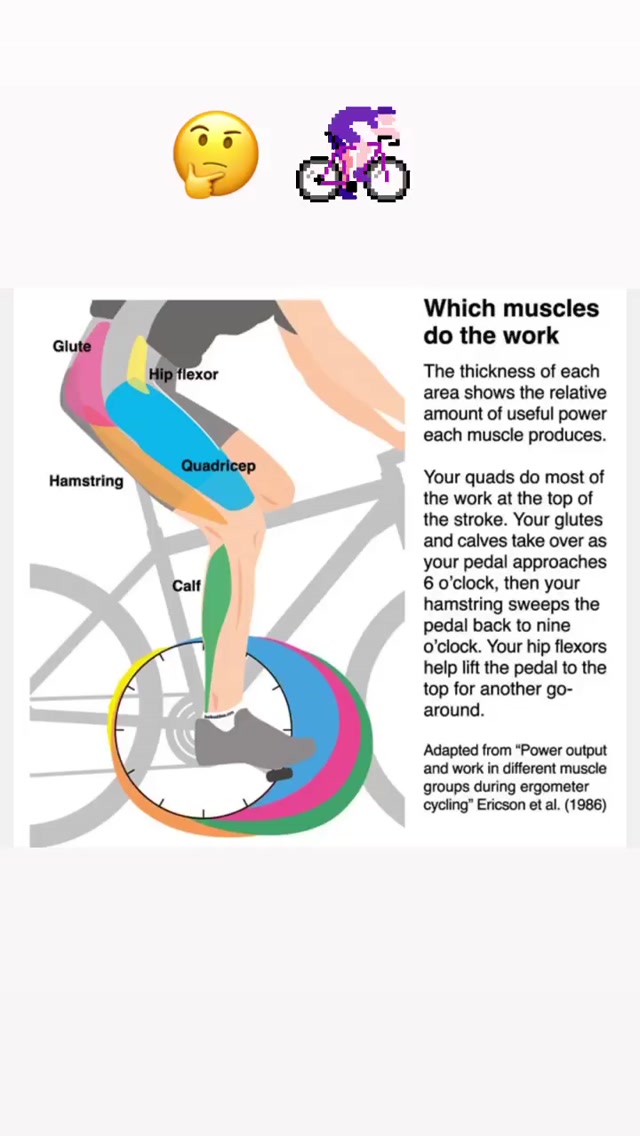 Glute
Hip flexor
Quadricep
Hamstring
Calf
Which muscles
do the work
The thickness of each
area shows the relative
amount of useful power
each muscle produces.
Your quads do most of
the work at the top of
the stroke. Your glutes
and calves take over as
your pedal approaches
6 o'clock, then your
hamstring sweeps the
pedal back to nine
o'clock. Your hip flexors
help lift the pedal to the
top for another go-
around.
Adapted from “Power output
and work in different muscle
groups during ergometer
cycling” Ericson et al. (1986)